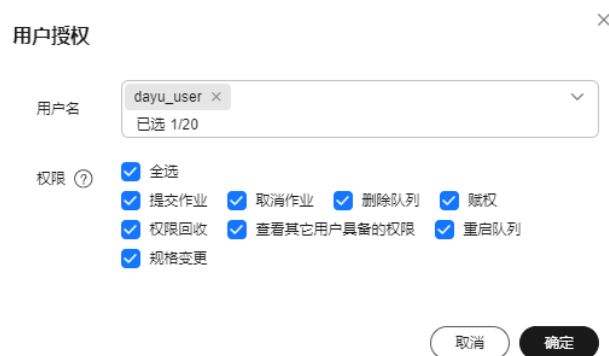 用户授权
用户名
dayu_user
已选 1/20
权限
全选
提交作业 取消作业 删除队列 赋权
权限回收 查看其它用户具备的权限 重启队列
规格变更
取消 确定